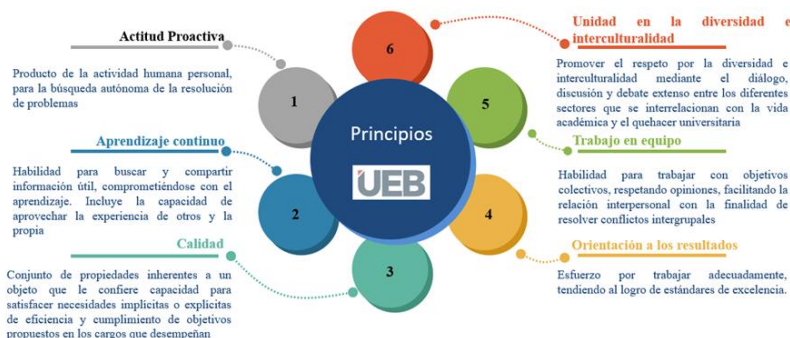 Actitud Proactiva
Producto de la actividad humana personal,
para la búsqueda autónoma de la resolución
de problemas
Aprendizaje continuo
Habilidad para buscar y compartir
información útil, comprometiéndose con el
aprendizaje. Incluye la capacidad de
aprovechar la experiencia de otros y la
propia
Calidad
Conjunto de propiedades inherentes a un
objeto que le confiere capacidad para
satisfacer necesidades implicitas o explicitas
de eficiencia y cumplimiento de objetivos
propuestos en los cargos que desempeñan
6
1
5
Principios
UEB
2
4
3
Unidad en la diversidad e
interculturalidad
Promover el respeto por la diversidad e
interculturalidad mediante el diálogo,
discusión y debate extenso entre los diferentes
sectores que se interrelacionan con la vida
académica y el quehacer universitaria
Trabajo en equipo
Habilidad para trabajar con objetivos
colectivos, respetando opiniones, facilitando la
relación interpersonal con la finalidad de
resolver conflictos intergrupales
Orientación a los resultados
Esfuerzo por trabajar adecuadamente,
tendiendo al logro de estándares de excelencia.